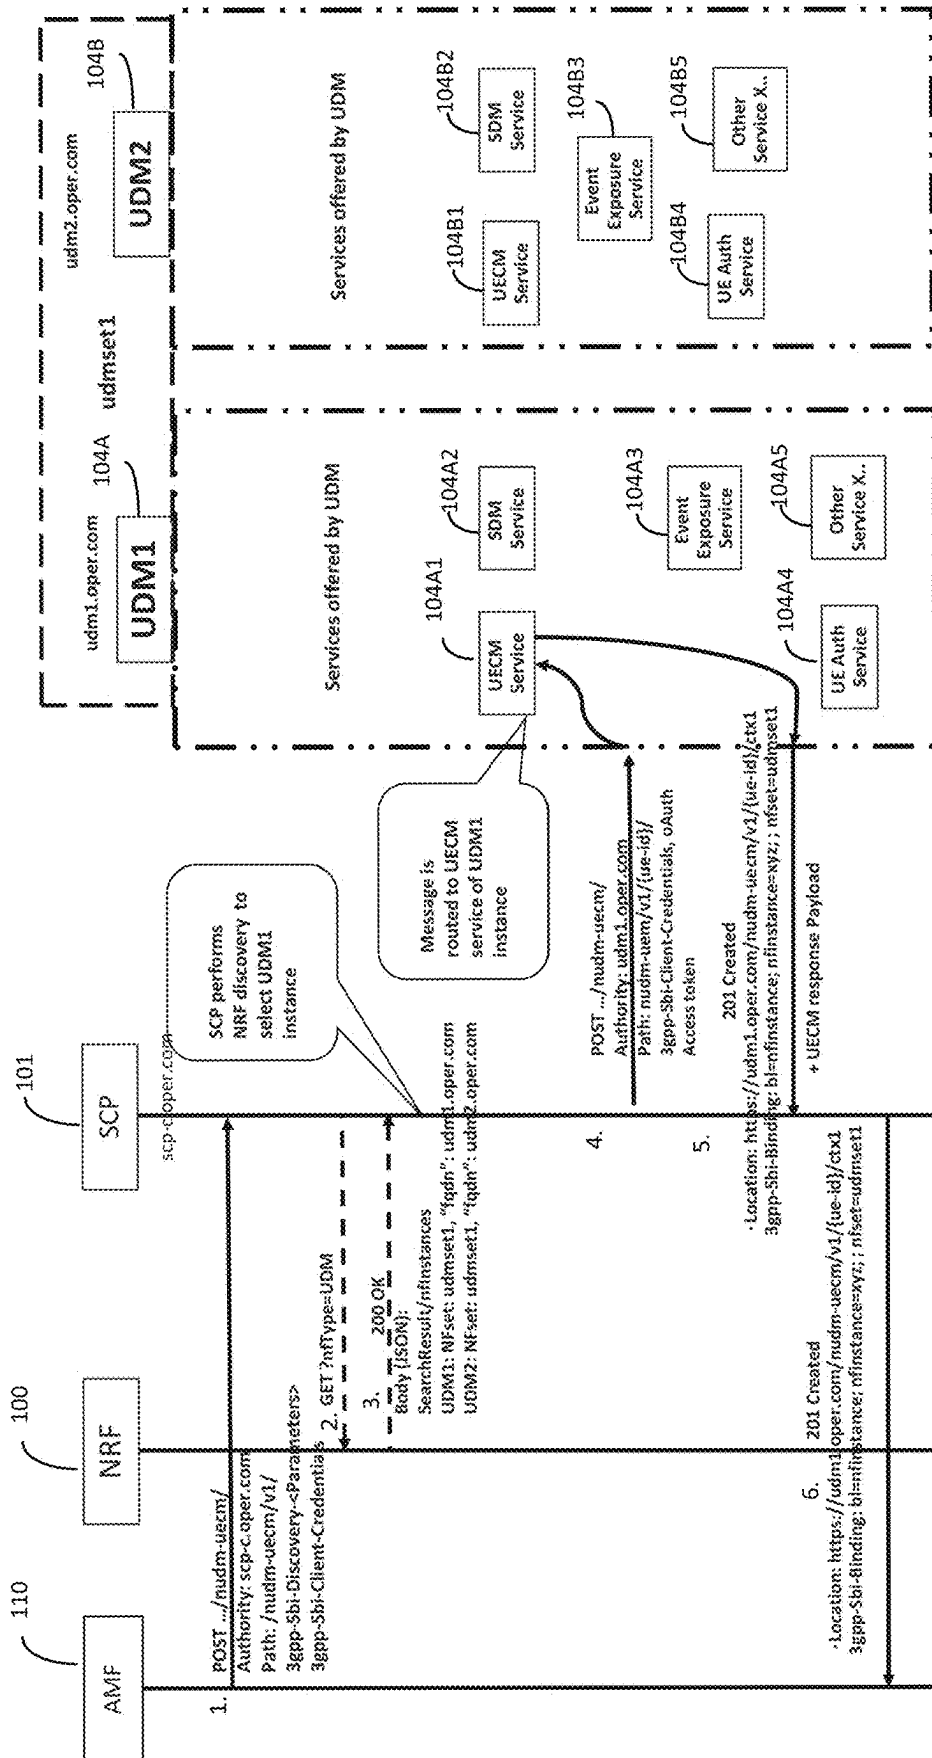 110
AMF
100
NRF
101
SCP
scp-c.oper.com
udm1.oper.com
104A
UDM1
udmset1
udm2.oper.com
104B
UDM2
1.
POST .../nudm-uecm/
Authority: scp-c.oper.com
Path: /nudm-uecm/v1/
3gpp-Sbi-Discovery-<Parameters>
3gpp-Sbi-Client-Credentials
2. GET ?nfType=UDM
3.
200 OK
Body (JSON):
SearchResult/nfInstances
UDM1: NFset: udmset1, "fqdn": udm1.oper.com
UDM2: NFset: udmset1, "fqdn": udm2.oper.com
SCP performs
NRF discovery to
select UDM1
instance
Message is
routed to UECM
service of UDM1
instance
4.
POST .../nudm-uecm/
Authority: udm1.oper.com
Path: nudm-uem/v1/{ue-id}/
3gpp-Sbi-Client-Credentials, oAuth
Access token
5.
201 Created
-Location: https://udm1.oper.com/nudm-uecm/v1/{ue-id}/ctx1
3gpp-Sbi-Binding: bl=nfinstance; nfinstance=xyz; ; nfset=udmset1
+ UECM response Payload
6.
201 Created
-Location: https://udm1.oper.com/nudm-uecm/v1/{ue-id}/ctx1
3gpp-Sbi-Binding: bl=nfinstance; nfinstance=xyz; ; nfset=udmset1
Services offered by UDM
104A1
UECM
Service
104A2
SDM
Service
104A3
Event
Exposure
Service
104A4
UE Auth
Service
104A5
Other
Service X..
Services offered by UDM
104B1
UECM
Service
104B2
SDM
Service
104B3
Event
Exposure
Service
104B4
UE Auth
Service
104B5
Other
Service X..